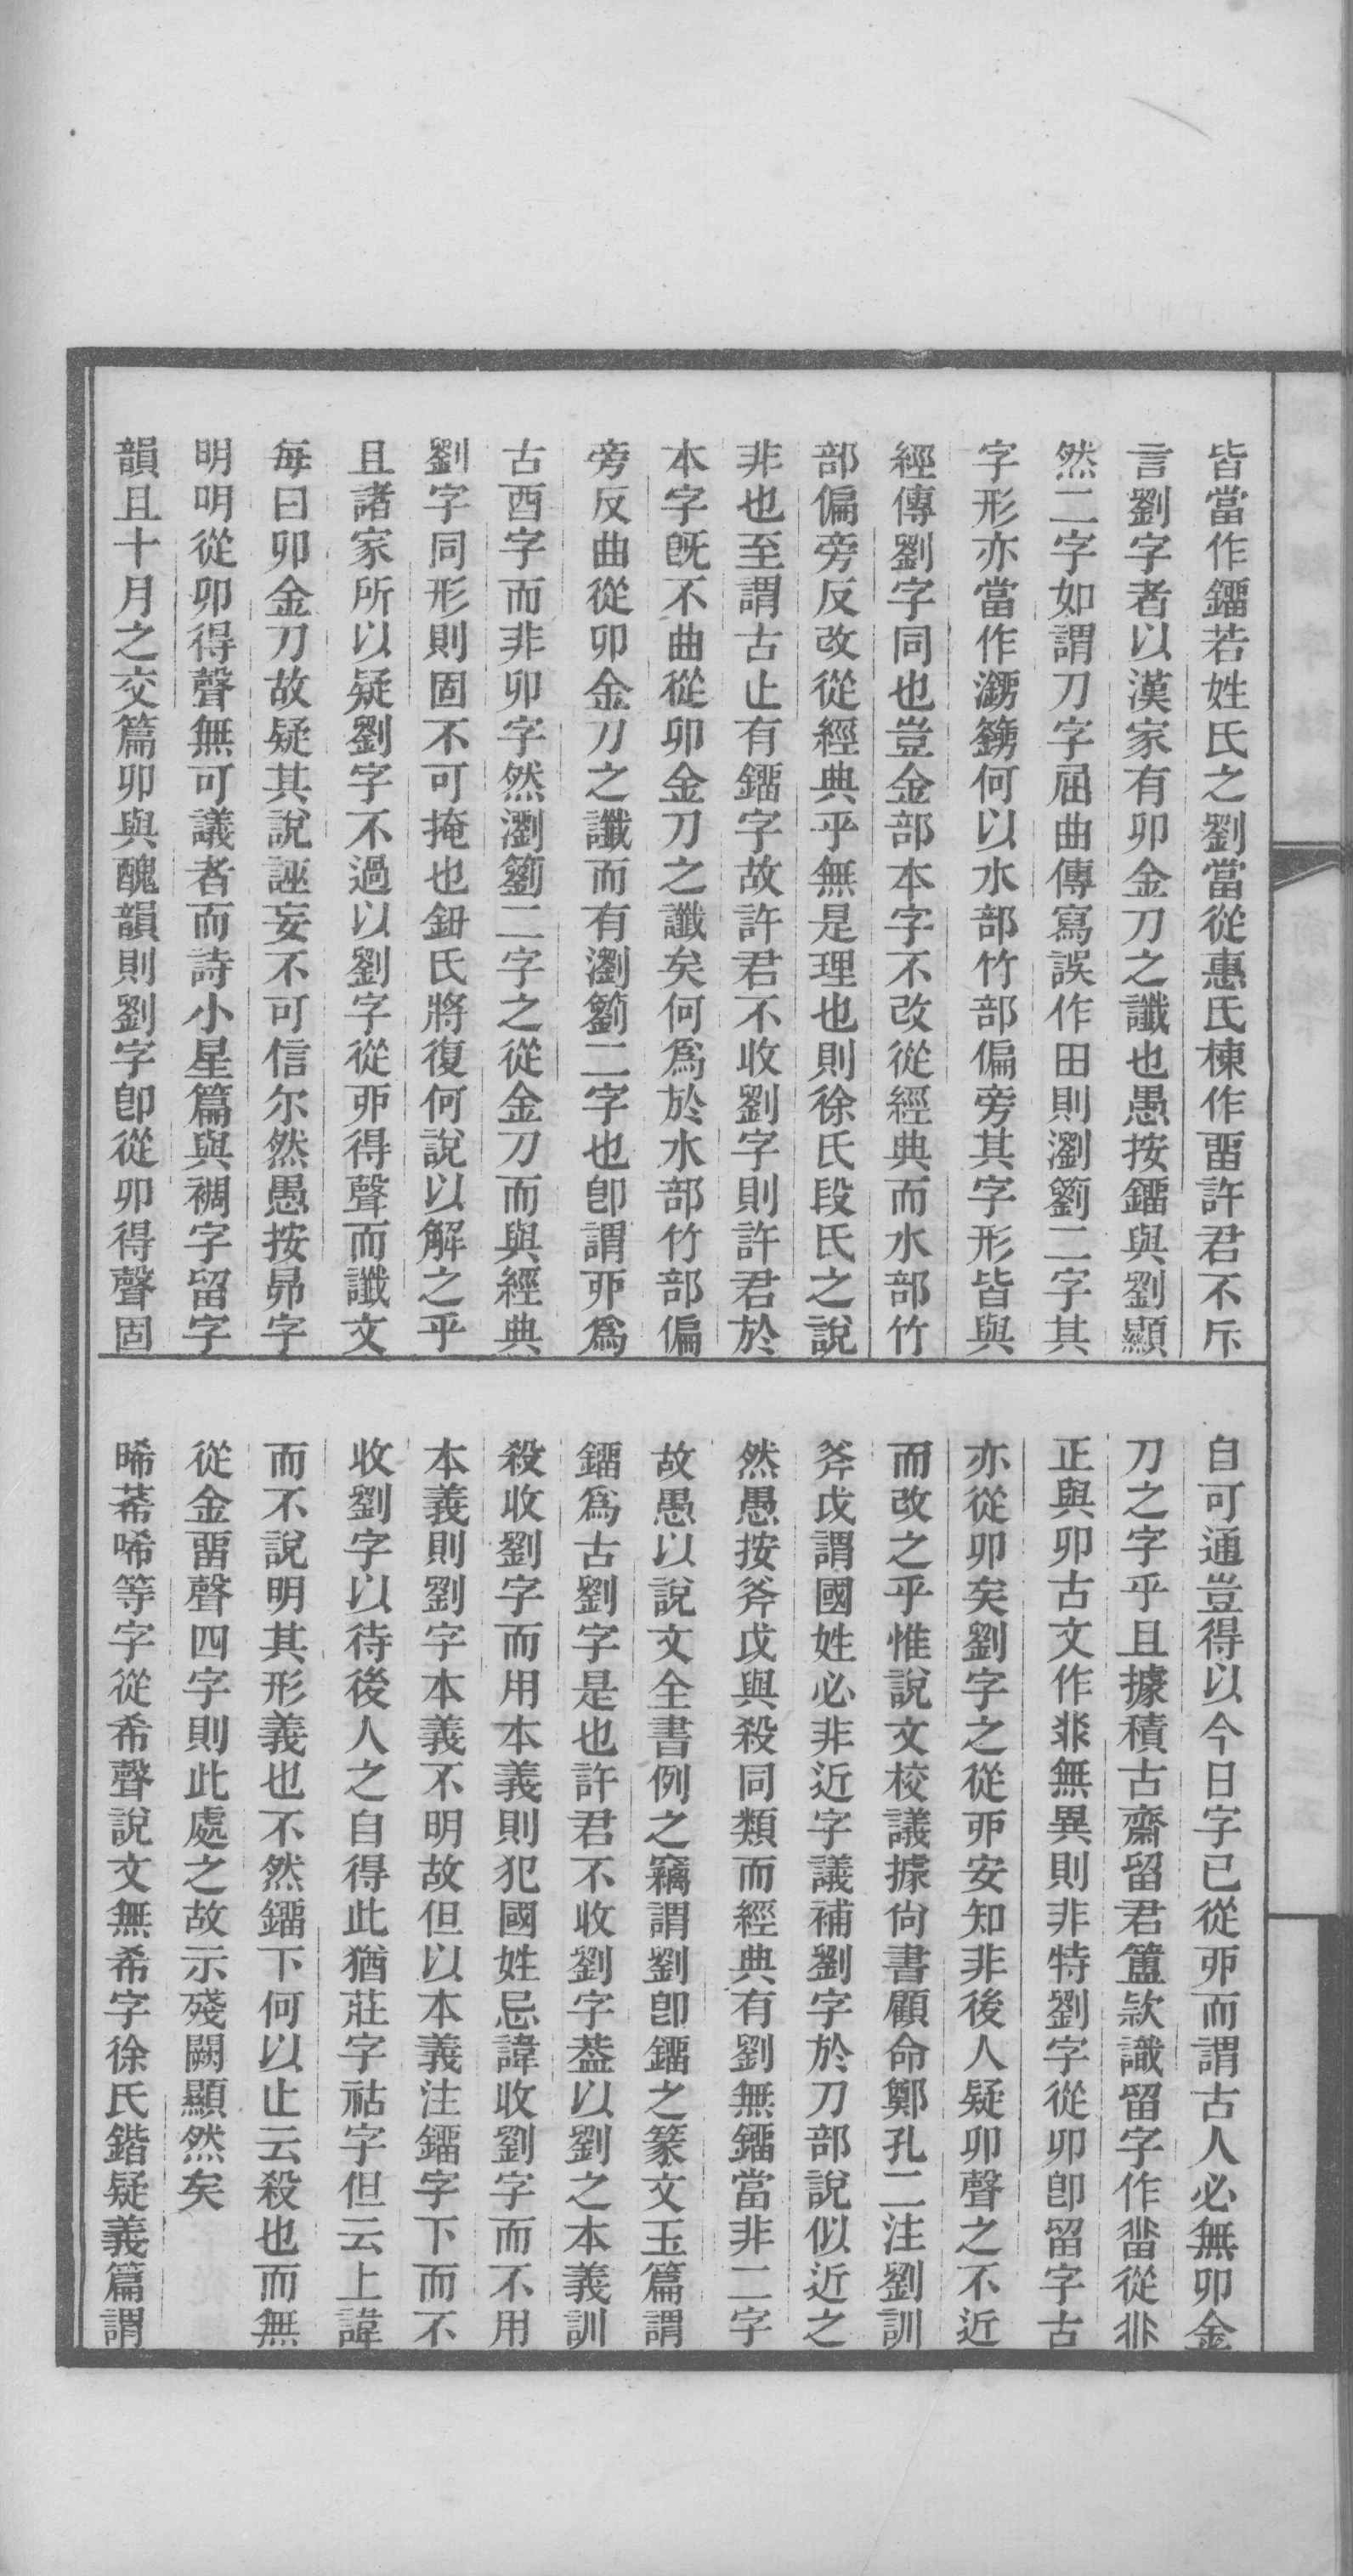 皆當作鐂若姓氏之劉當從惠氏棟作畱許君不斥
言劉字者以漢家有卯金刀之讖也愚按鐂與劉顯
然二字如謂刀字屈曲傳寫誤作田則瀏籀二字其
字形亦當作何以水部竹部偏旁其字形皆與
經傳劉字同也豈金部本字不改從經典而水部竹
部偏旁反改從經典乎無是理也則徐氏段氏之說
非也至謂古止有鐂字故許君不收劉字則許君於
本字旣不曲從卯金刀之讖矣何爲於水部竹部偏
旁反曲從卯金刀之讖而有瀏二字也卽謂丣爲
古酉字而非卯字然瀏二字之從金刀而與經典
劉字同形則固不可掩也鈕氏將復何說以解之乎
且諸家所以疑劉字不過以劉字從丣得聲而讖文
每曰卯金刀故疑其說誣妄不可信尔然愚按昴字
明明從卯得聲無可議者而詩小星篇與裯字留字
韻且十月之交篇卯與醜韻則劉字卽從卯得聲固
自可通豈得以今日字已從丣而謂古人必無卯金
刀之字乎且據積古齋留君簠款識留字作從
正與卯古文作無異則非特劉字從卯卽留字古
亦從卯矣劉字之從丣安知非後人疑卯聲之不近
而改之乎惟說文校議據尙書顧命鄭孔二注劉訓
斧戉謂國姓必非近字議補劉字於刀部說似近之
然愚按斧戉與殺同類而經典有劉無鐂當非二字
故愚以說文全書例之竊謂劉卽鐂之篆文玉篇謂
鐂爲古劉字是也許君不收劉字葢以劉之本義訓
殺收劉字而用本義則犯國姓忌諱收劉字而不用
本義則劉字本義不明故但以本義注鐂字下而不
收劉字以待後人之自得此猶莊字祜字但云上諱
而不說明其形義也不然鐂下何以止云殺也而無
從金畱聲四字則此處之故示殘闕顯然矣
晞莃唏等字從希聲說文無希字徐氏鍇疑義篇謂